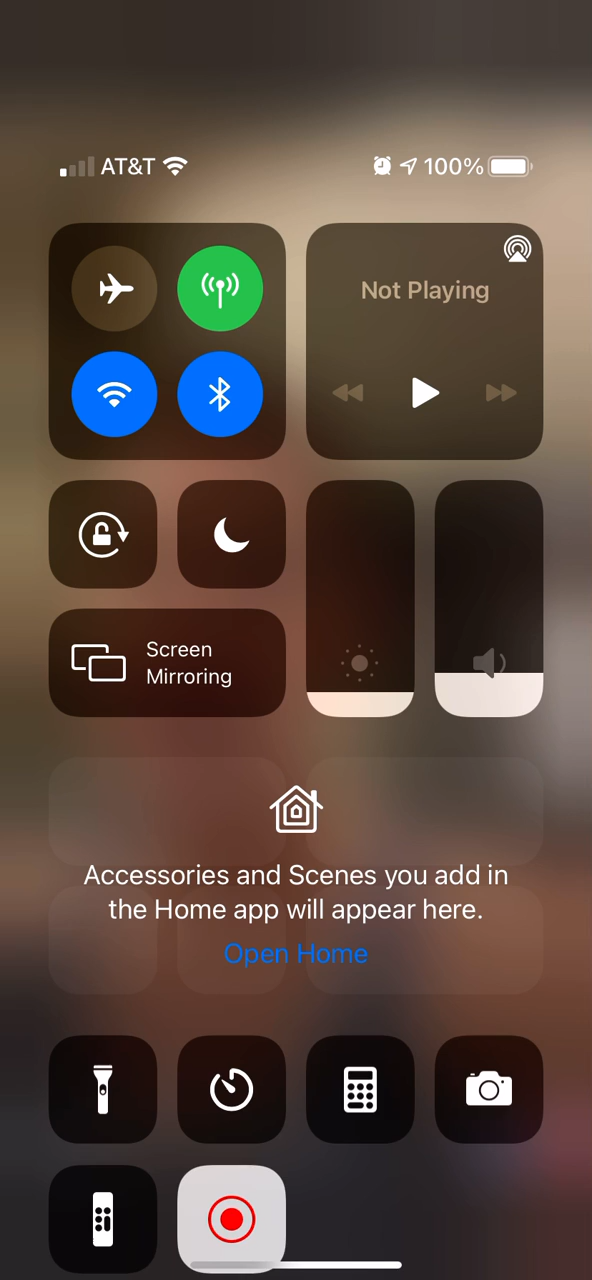 AT&T 100%
Not Playing
Screen
Mirroring
Accessories and Scenes you add in
the Home app will appear here.
Open Home